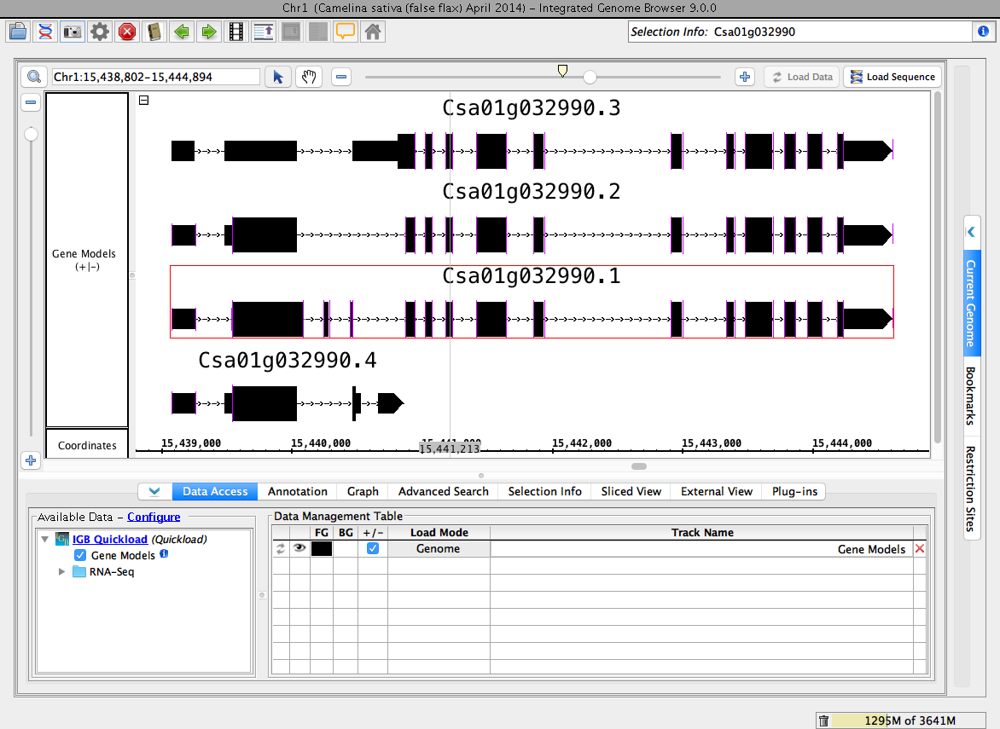 Chr1 (Camelina sativa (false flax) April 2014) – Integrated Genome Browser 9.0.0
Selection Info: Csa01g032990
Chr1:15,438,802–15,444,894
Load Data
Load Sequence
Csa01g032990.3
Csa01g032990.2
Gene Models
(+|-)
Csa01g032990.1
Csa01g032990.4
Coordinates
15,439,000 15,440,000 15,442,000 15,443,000 15,444,000
15,441,213
Current Genome
Bookmarks
Restriction Sites
Data Access Annotation Graph Advanced Search Selection Info Sliced View External View Plug-ins
Available Data – Configure
IGB Quickload (Quickload)
Gene Models
RNA-Seq
Data Management Table
FG BG +/- Load Mode Track Name
Genome Gene Models
1295M of 3641M